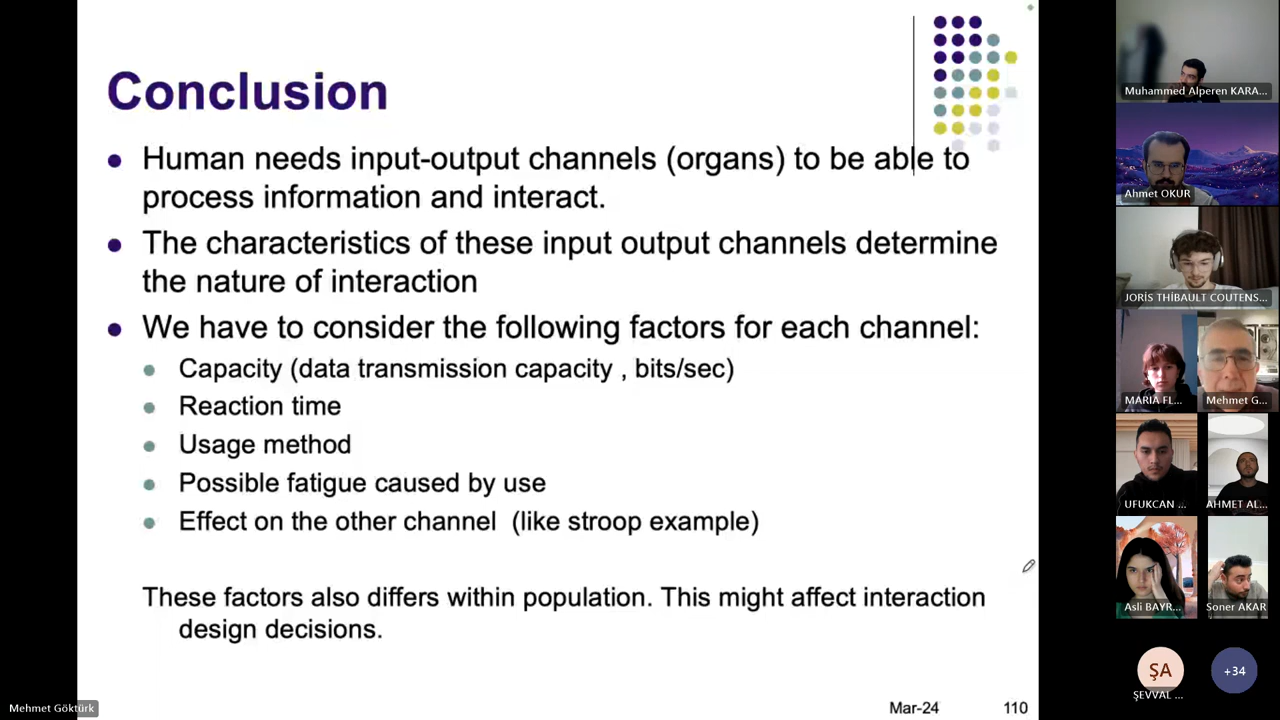 Conclusion
Human needs input-output channels (organs) to be able to
process information and interact.
The characteristics of these input output channels determine
the nature of interaction
We have to consider the following factors for each channel:
Capacity (data transmission capacity , bits/sec)
Reaction time
Usage method
Possible fatigue caused by use
Effect on the other channel (like stroop example)
These factors also differs within population. This might affect interaction
design decisions.
Mar-24
110
Mehmet Göktürk
Muhammed Alperen KARA...
Ahmet OKUR
JORİS THİBAULT COUTENS...
MARIA FL...
Mehmet G...
UFUKCAN ...
AHMET AL...
Asli BAYR...
Soner AKAR
ŞA
ŞEVVAL ...
+34